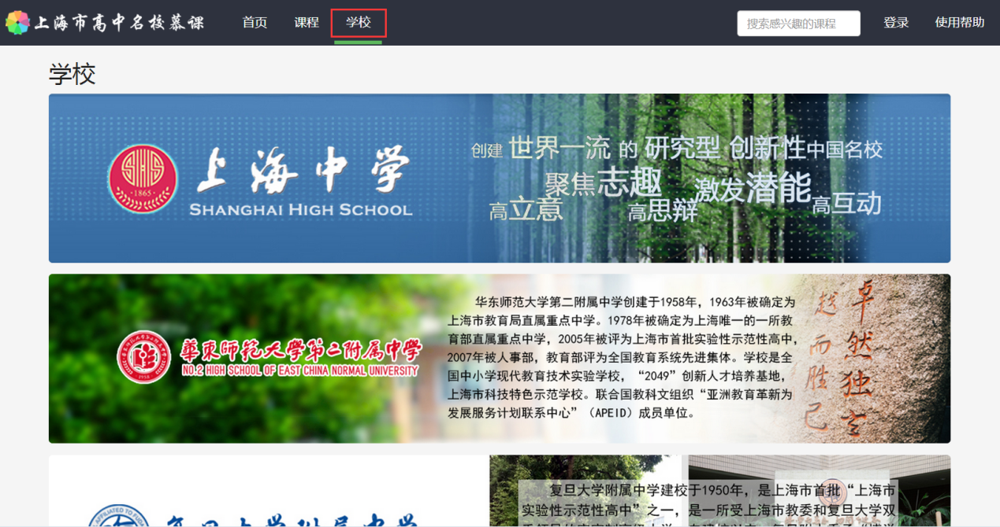 上海市高中名校慕课
首页 课程 学校 搜索感兴趣的课程 登录 使用帮助
学校
SHS
1865
上海中学
SHANGHAI HIGH SCHOOL
创建 世界一流 的 研究型 创新性 中国名校
聚焦志趣 激发潜能
高立意 高思辩 高互动
華東師範大學第二附属中學
NO.2 HIGH SCHOOL OF EAST CHINA NORMAL UNIVERSITY
1958
华东师范大学第二附属中学创建于1958年，1963年被确定为
上海市教育局直属重点中学。1978年被确定为上海唯一的一所教
育部直属重点中学，2005年被评为上海市首批实验性示范性高中，
2007年被人事部，教育部评为全国教育系统先进集体。学校是全
国中小学现代教育技术实验学校，“2049”创新人才培养基地，
上海市科技特色示范学校。联合国教科文组织“亚洲教育革新为
发展服务计划联系中心”（APEID）成员单位。
卓然独立
越而胜己
复旦大学附属中学建校于1950年，是上海市首批“上海市
实验性示范性高中”之一，是一所受上海市教委和复旦大学双